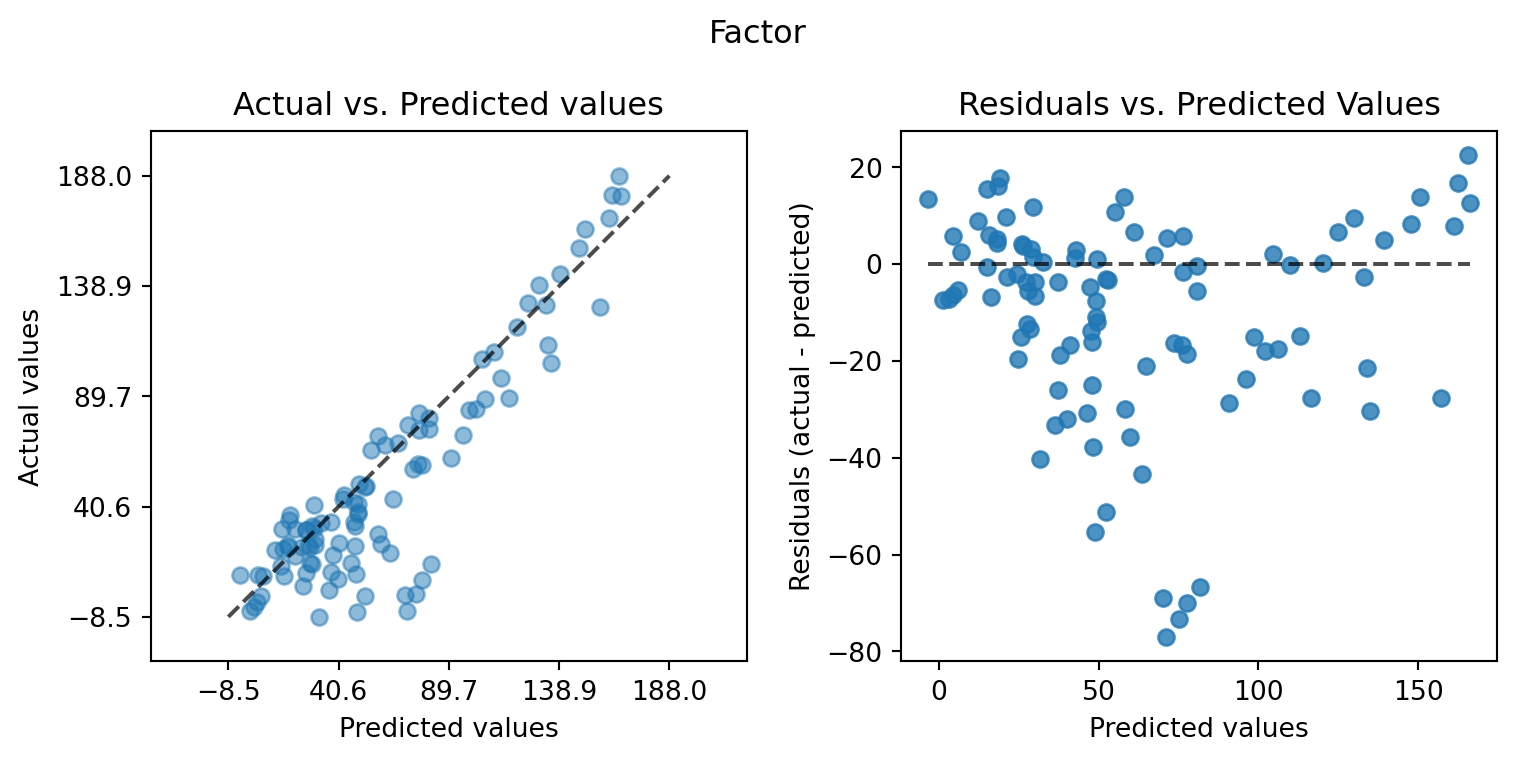 Factor
Actual vs. Predicted values
188.0
138.9
89.7
40.6
−8.5
Actual values
−8.5 40.6 89.7 138.9 188.0
Predicted values
Residuals vs. Predicted Values
20
0
−20
−40
−60
−80
Residuals (actual - predicted)
0 50 100 150
Predicted values